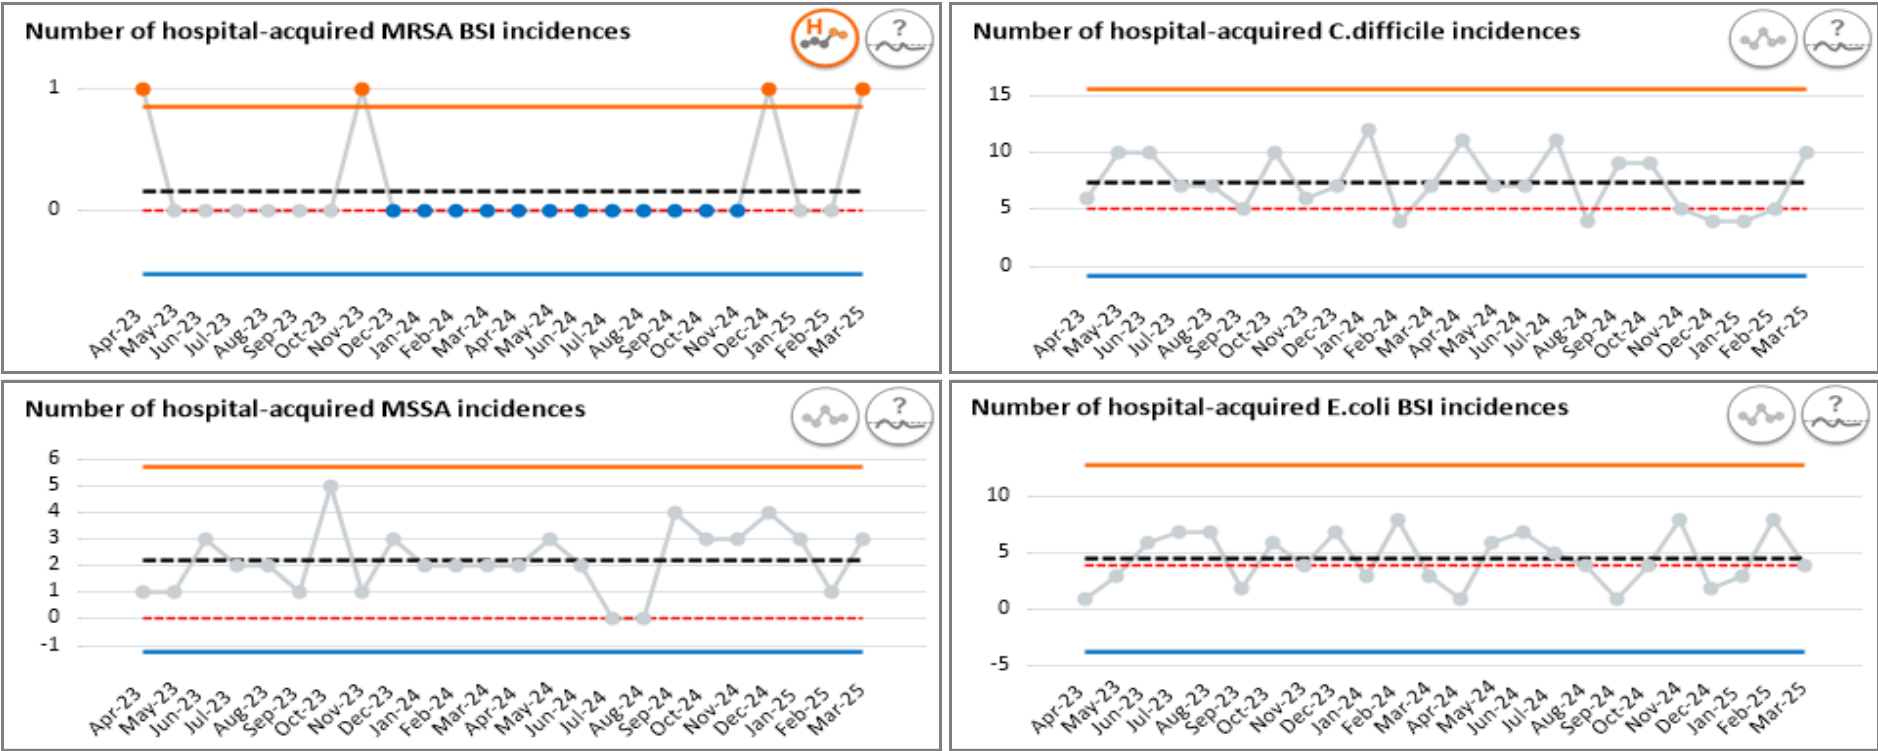 Number of hospital-acquired MRSA BSI incidences
H
?
1
0
Apr-23 May-23 Jun-23 Jul-23 Aug-23 Sep-23 Oct-23 Nov-23 Dec-23 Jan-24 Feb-24 Mar-24 Apr-24 May-24 Jun-24 Jul-24 Aug-24 Sep-24 Oct-24 Nov-24 Dec-24 Jan-25 Feb-25 Mar-25
Number of hospital-acquired C.difficile incidences
?
15
10
5
0
Apr-23 May-23 Jun-23 Jul-23 Aug-23 Sep-23 Oct-23 Nov-23 Dec-23 Jan-24 Feb-24 Mar-24 Apr-24 May-24 Jun-24 Jul-24 Aug-24 Sep-24 Oct-24 Nov-24 Dec-24 Jan-25 Feb-25 Mar-25
Number of hospital-acquired MSSA incidences
?
6
5
4
3
2
1
0
-1
Apr-23 May-23 Jun-23 Jul-23 Aug-23 Sep-23 Oct-23 Nov-23 Dec-23 Jan-24 Feb-24 Mar-24 Apr-24 May-24 Jun-24 Jul-24 Aug-24 Sep-24 Oct-24 Nov-24 Dec-24 Jan-25 Feb-25 Mar-25
Number of hospital-acquired E.coli BSI incidences
?
10
5
0
-5
Apr-23 May-23 Jun-23 Jul-23 Aug-23 Sep-23 Oct-23 Nov-23 Dec-23 Jan-24 Feb-24 Mar-24 Apr-24 May-24 Jun-24 Jul-24 Aug-24 Sep-24 Oct-24 Nov-24 Dec-24 Jan-25 Feb-25 Mar-25